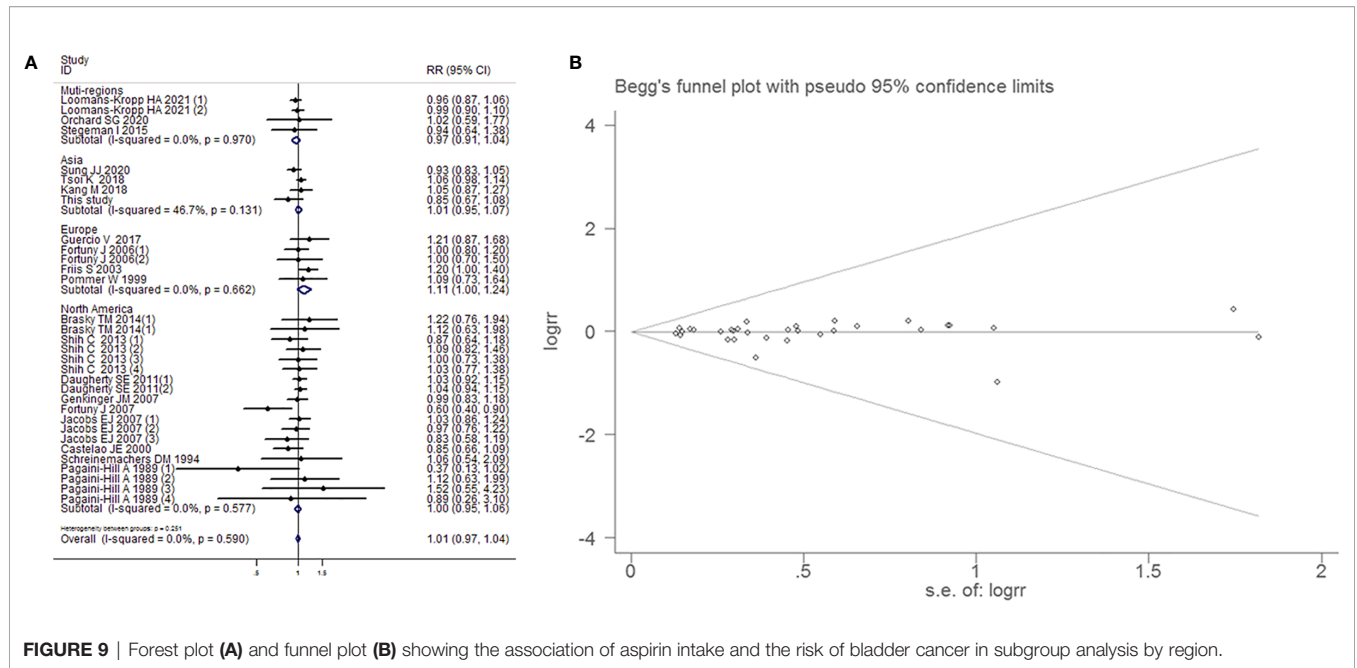 A
Study
ID RR (95% CI)
Muti-regions
Loomans-Kropp HA 2021 (1) 0.96 (0.87, 1.06)
Loomans-Kropp HA 2021 (2) 0.99 (0.90, 1.10)
Orchard SG 2020 1.02 (0.59, 1.77)
Stegeman I 2015 0.94 (0.64, 1.38)
Subtotal (I-squared = 0.0%, p = 0.970) 0.97 (0.91, 1.04)
Asia
Sung JJ 2020 0.93 (0.83, 1.05)
Tsoi K 2018 1.06 (0.98, 1.14)
Kang M 2018 1.05 (0.87, 1.27)
This study 0.85 (0.67, 1.08)
Subtotal (I-squared = 46.7%, p = 0.131) 1.01 (0.95, 1.07)
Europe
Guercio V 2017 1.21 (0.87, 1.68)
Fortuny J 2006(1) 1.00 (0.80, 1.20)
Fortuny J 2006(2) 1.00 (0.70, 1.50)
Friis S 2003 1.20 (1.00, 1.40)
Pommer W 1999 1.09 (0.73, 1.64)
Subtotal (I-squared = 0.0%, p = 0.662) 1.11 (1.00, 1.24)
North America
Brasky TM 2014(1) 1.22 (0.76, 1.94)
Brasky TM 2014(1) 1.12 (0.63, 1.98)
Shih C 2013 (1) 0.87 (0.64, 1.18)
Shih C 2013 (2) 1.09 (0.82, 1.46)
Shih C 2013 (3) 1.00 (0.73, 1.38)
Shih C 2013 (4) 1.03 (0.77, 1.38)
Daugherty SE 2011(1) 1.03 (0.92, 1.15)
Daugherty SE 2011(2) 1.04 (0.94, 1.15)
Genkinger JM 2007 0.99 (0.83, 1.18)
Fortuny J 2007 0.60 (0.40, 0.90)
Jacobs EJ 2007 (1) 1.03 (0.86, 1.24)
Jacobs EJ 2007 (2) 0.97 (0.76, 1.22)
Jacobs EJ 2007 (3) 0.83 (0.58, 1.19)
Castelao JE 2000 0.85 (0.66, 1.09)
Schreinemachers DM 1994 1.06 (0.54, 2.09)
Pagaini-Hill A 1989 (1) 0.37 (0.13, 1.02)
Pagaini-Hill A 1989 (2) 1.12 (0.63, 1.99)
Pagaini-Hill A 1989 (3) 1.52 (0.55, 4.23)
Pagaini-Hill A 1989 (4) 0.89 (0.26, 3.10)
Subtotal (I-squared = 0.0%, p = 0.577) 1.00 (0.95, 1.06)
Heterogeneity between groups: p = 0.251
Overall (I-squared = 0.0%, p = 0.590) 1.01 (0.97, 1.04)
.5 1 1.5
B
Begg's funnel plot with pseudo 95% confidence limits
4
2
0
-2
-4
logrr
0 .5 1 1.5 2
s.e. of: logrr
FIGURE 9 | Forest plot (A) and funnel plot (B) showing the association of aspirin intake and the risk of bladder cancer in subgroup analysis by region.